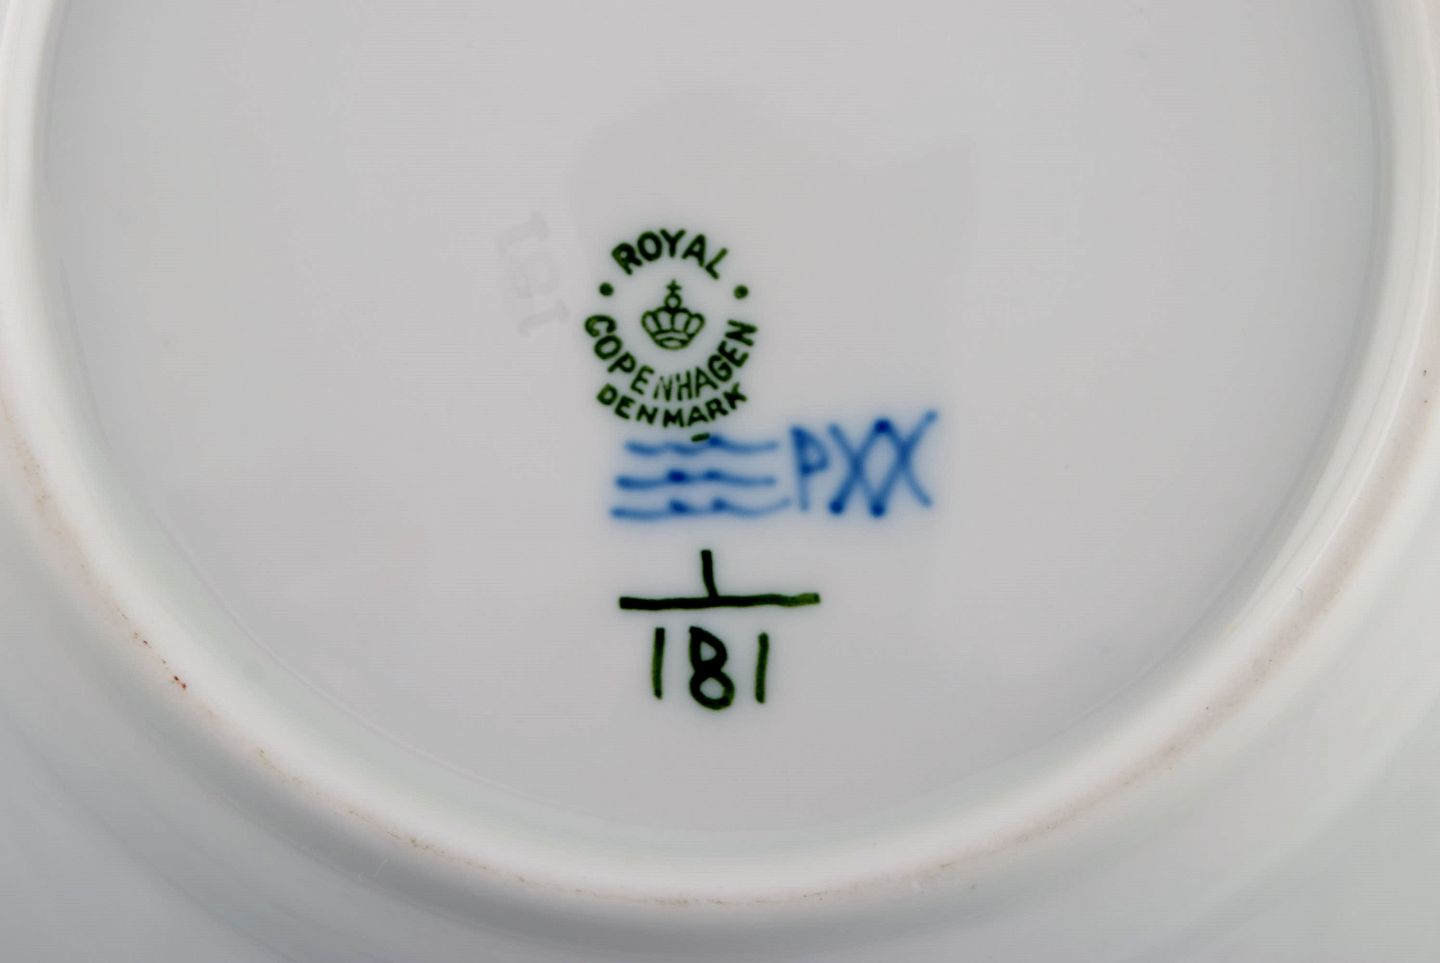 ROYAL
COPENHAGEN
DENMARK
PXX
1
181